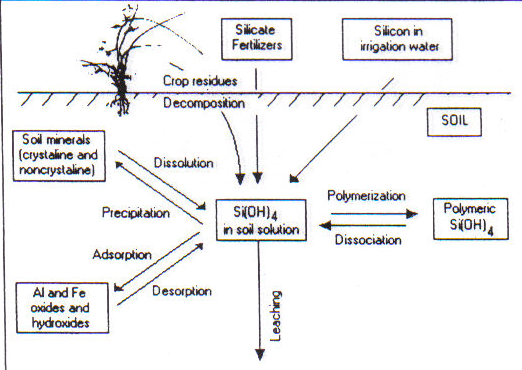 Silicate
Fertilizers
Silicon in
irrigation water
Crop residues
Decomposition
SOIL
Soil minerals
(crystaline and
noncrystaline)
Dissolution
Precipitation
Si(OH)4
in soil solution
Polymerization
Dissociation
Polymeric
Si(OH)4
Adsorption
Desorption
Al and Fe
oxides and
hydroxides
Leaching